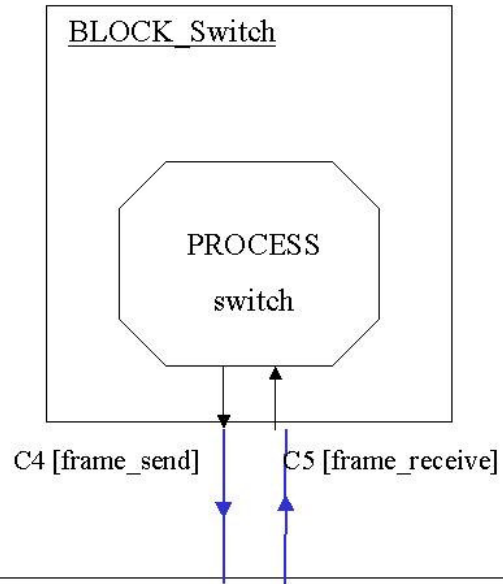 BLOCK_Switch
PROCESS
switch
C4 [frame_send]
C5 [frame_receive]